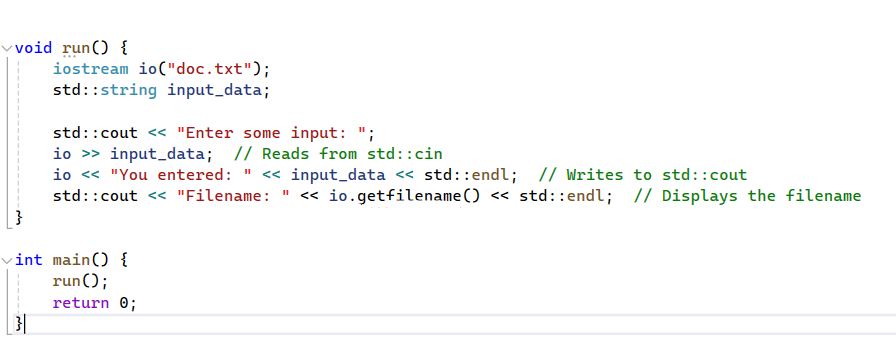 void run() {
    iostream io("doc.txt");
    std::string input_data;

    std::cout << "Enter some input: ";
    io >> input_data;  // Reads from std::cin
    io << "You entered: " << input_data << std::endl;  // Writes to std::cout
    std::cout << "Filename: " << io.getfilename() << std::endl;  // Displays the filename
}

int main() {
    run();
    return 0;
}